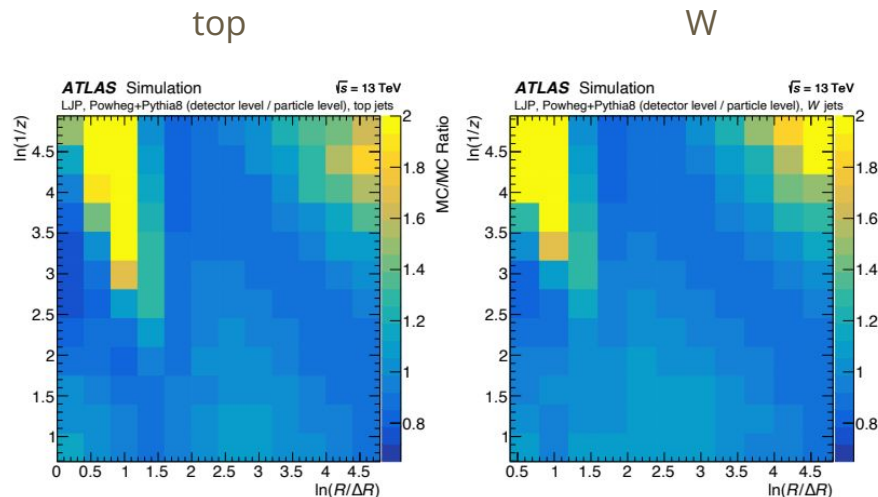 top
W
ATLAS Simulation √s = 13 TeV
LJP, Powheg+Pythia8 (detector level / particle level), top jets
ln(1/z)
4.5
4
3.5
3
2.5
2
1.5
1
0 0.5 1 1.5 2 2.5 3 3.5 4 4.5
ln(R/ΔR)
2
1.8
1.6
1.4
1.2
1
0.8
MC/MC Ratio
ATLAS Simulation √s = 13 TeV
LJP, Powheg+Pythia8 (detector level / particle level), W jets
ln(1/z)
4.5
4
3.5
3
2.5
2
1.5
1
0.5 1 1.5 2 2.5 3 3.5 4 4.5
ln(R/ΔR)
2
1.8
1.6
1.4
1.2
1
0.8